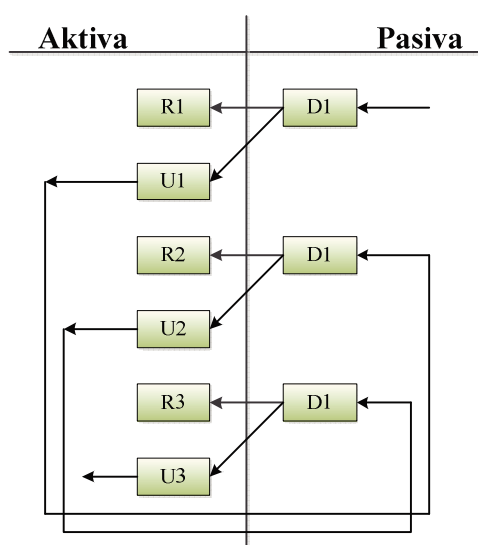 Aktiva Pasiva
R1 D1
U1
R2 D1
U2
R3 D1
U3